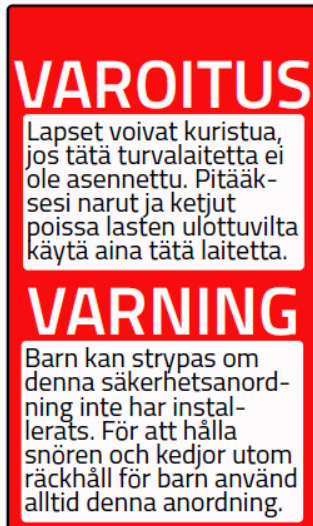 VAROITUS
Lapset voivat kuristua,
jos tätä turvalaitetta ei
ole asennettu. Pitääk-
sesi narut ja ketjut
poissa lasten ulottuvilta
käytä aina tätä laitetta.
VARNING
Barn kan strypas om
denna säkerhetsanord-
ning inte har instal-
lerats. För att hålla
snören och kedjor utom
räckhåll för barn använd
alltid denna anordning.